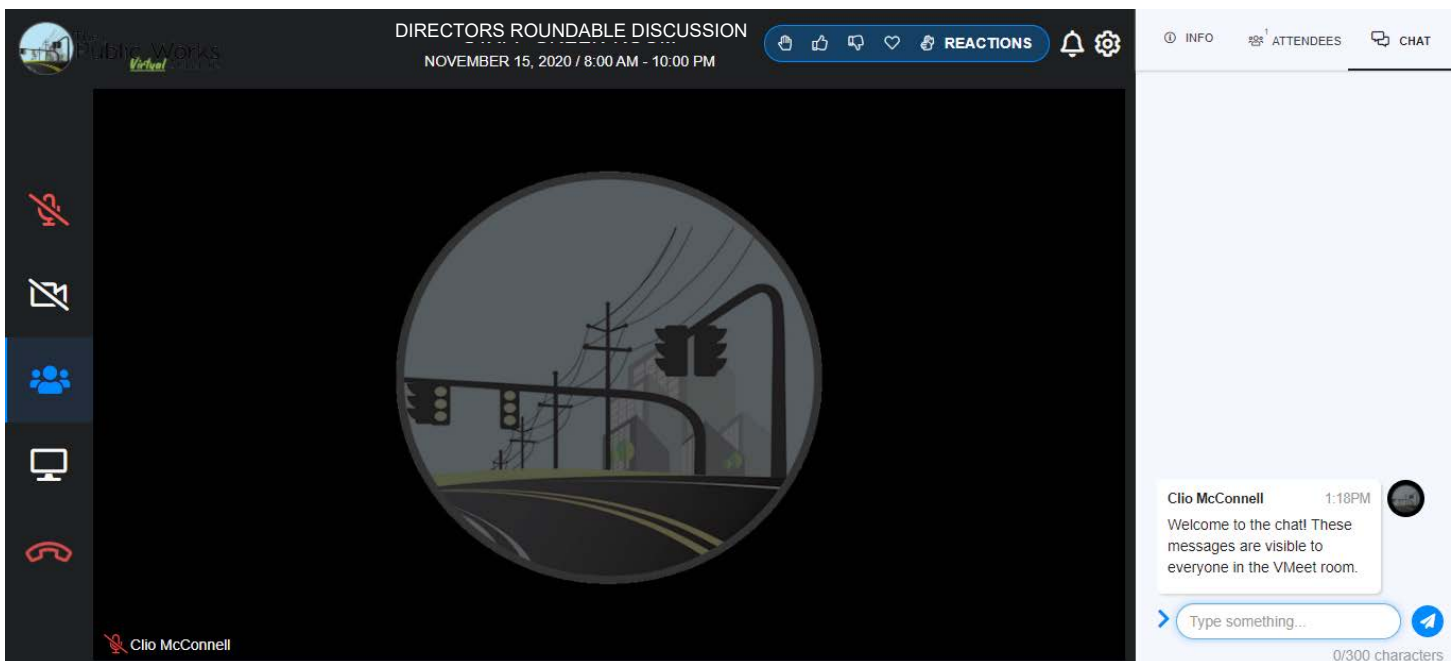 Public Works
Virtual
DIRECTORS ROUNDTABLE DISCUSSION
NOVEMBER 15, 2020 / 8:00 AM - 10:00 PM
REACTIONS
INFO
1
ATTENDEES
CHAT
Clio McConnell 1:18PM
Welcome to the chat! These
messages are visible to
everyone in the VMeet room.
Type something...
0/300 characters
Clio McConnell